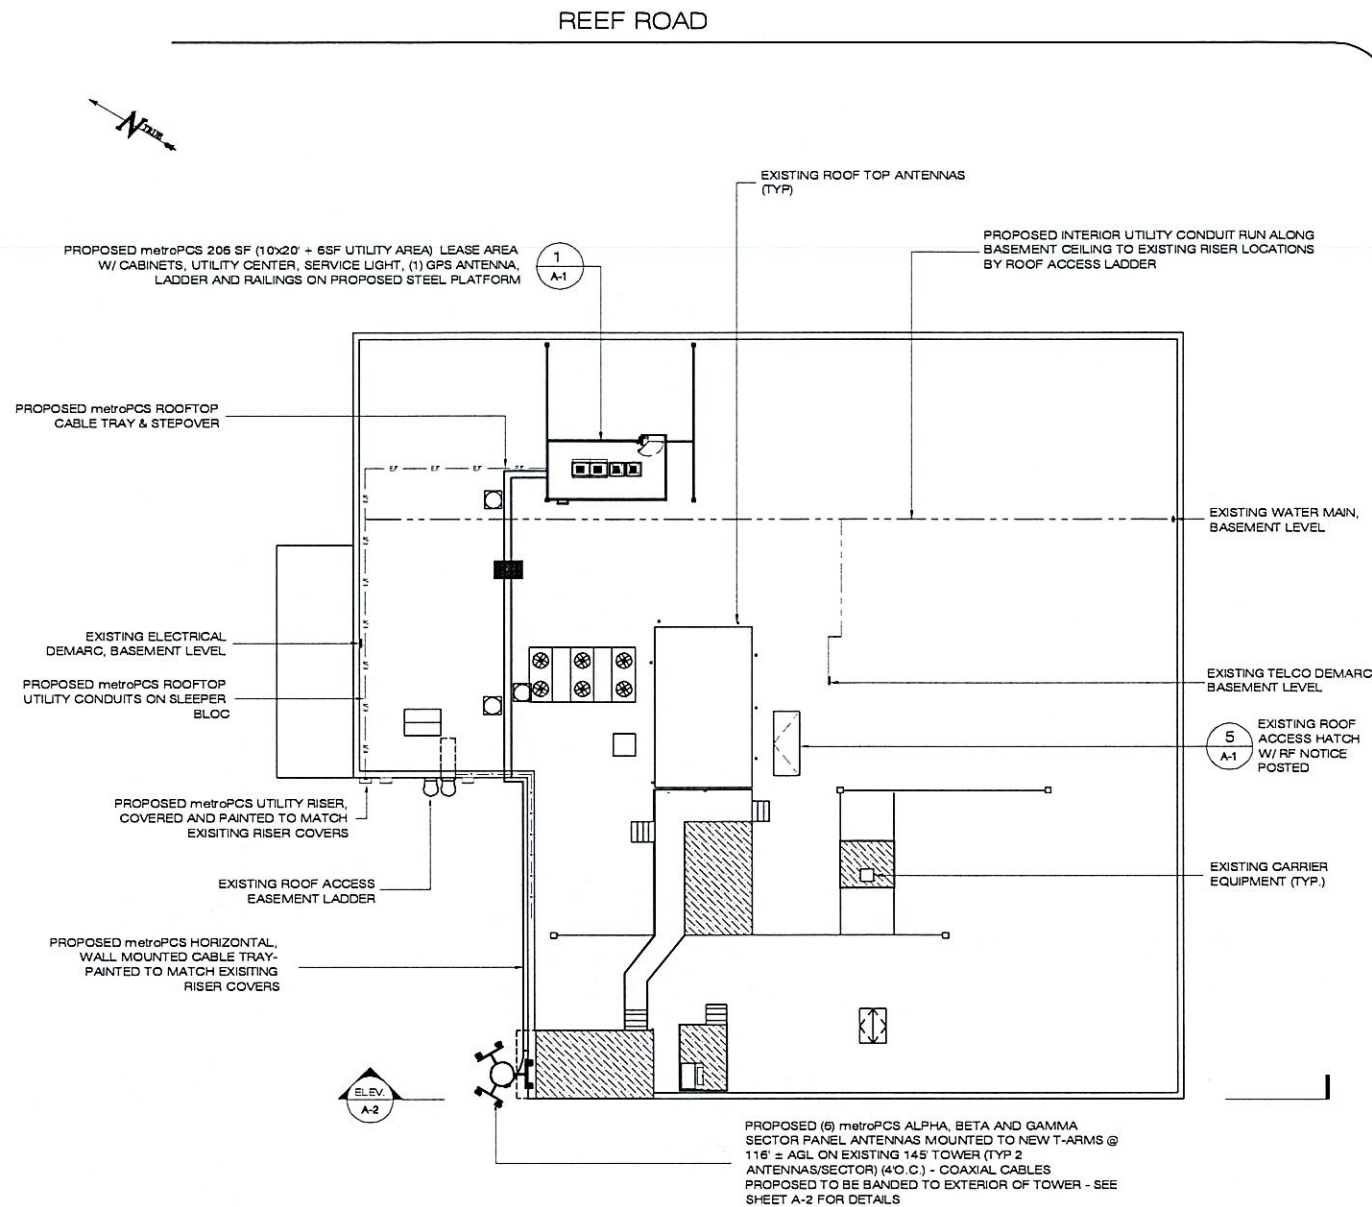 REEF ROAD
N TRUE
EXISTING ROOF TOP ANTENNAS
(TYP)
PROPOSED INTERIOR UTILITY CONDUIT RUN ALONG
BASEMENT CEILING TO EXISTING RISER LOCATIONS
BY ROOF ACCESS LADDER
PROPOSED metroPCS 206 SF (10'x20' + 6SF UTILITY AREA) LEASE AREA
W/ CABINETS, UTILITY CENTER, SERVICE LIGHT, (1) GPS ANTENNA,
LADDER AND RAILINGS ON PROPOSED STEEL PLATFORM
1
A-1
PROPOSED metroPCS ROOFTOP
CABLE TRAY & STEPOVER
EXISTING WATER MAIN,
BASEMENT LEVEL
EXISTING ELECTRICAL
DEMARC, BASEMENT LEVEL
PROPOSED metroPCS ROOFTOP
UTILITY CONDUITS ON SLEEPER
BLOC
EXISTING TELCO DEMARC
BASEMENT LEVEL
5
A-1
EXISTING ROOF
ACCESS HATCH
W/ RF NOTICE
POSTED
PROPOSED metroPCS UTILITY RISER,
COVERED AND PAINTED TO MATCH
EXISITING RISER COVERS
EXISTING ROOF ACCESS
EASEMENT LADDER
EXISTING CARRIER
EQUIPMENT (TYP.)
PROPOSED metroPCS HORIZONTAL,
WALL MOUNTED CABLE TRAY-
PAINTED TO MATCH EXISITING
RISER COVERS
ELEV.
A-2
PROPOSED (6) metroPCS ALPHA, BETA AND GAMMA
SECTOR PANEL ANTENNAS MOUNTED TO NEW T-ARMS @
116' ± AGL ON EXISTING 145' TOWER (TYP 2
ANTENNAS/SECTOR) (4'O.C.) - COAXIAL CABLES
PROPOSED TO BE BANDED TO EXTERIOR OF TOWER - SEE
SHEET A-2 FOR DETAILS